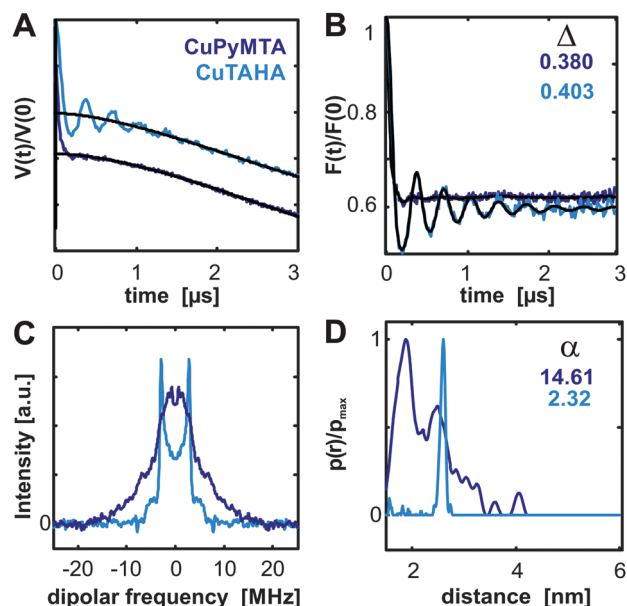 A
CuPyMTA
CuTAHA
V(t)/V(0)
0 1 2 3
time [µs]
B
Δ
0.380
0.403
1
0.8
0.6
F(t)/F(0)
0 1 2 3
time [µs]
C
Intensity [a.u.]
0
-20 -10 0 10 20
dipolar frequency [MHz]
D
α
14.61
2.32
1
0
p(r)/pmax
2 4 6
distance [nm]